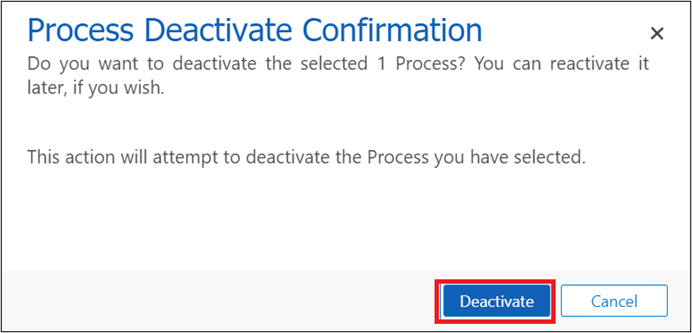 Process Deactivate Confirmation
Do you want to deactivate the selected 1 Process? You can reactivate it
later, if you wish.
This action will attempt to deactivate the Process you have selected.
Deactivate
Cancel